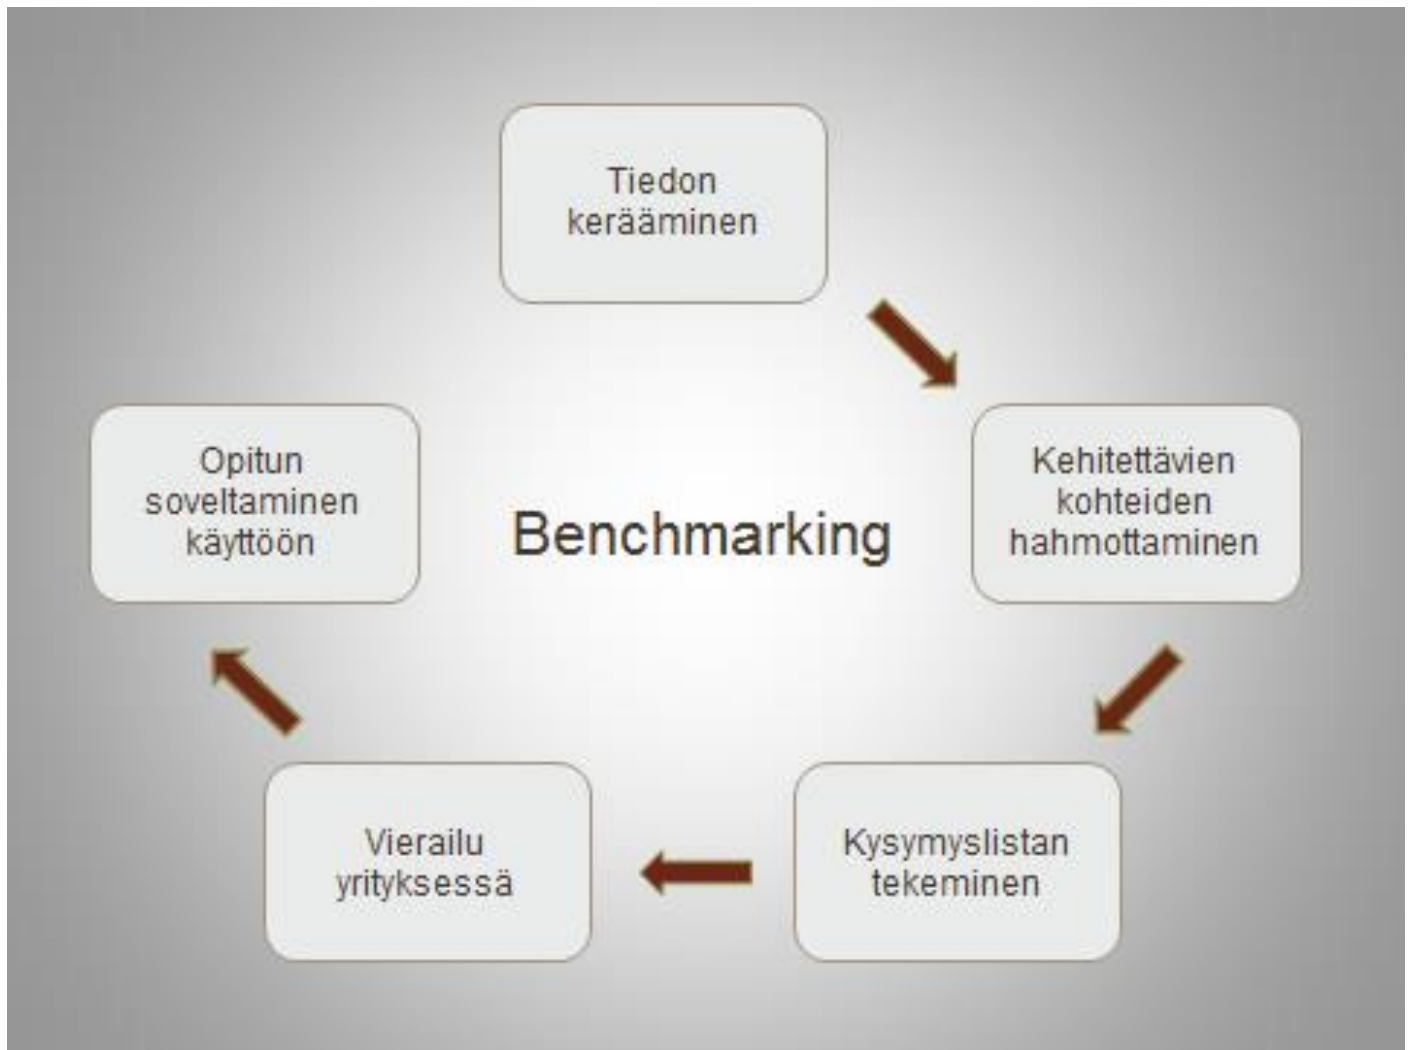 Tiedon
kerääminen
Kehitettävien
kohteiden
hahmottaminen
Kysymyslistan
tekeminen
Vierailu
yrityksessä
Opitun
soveltaminen
käyttöön
Benchmarking